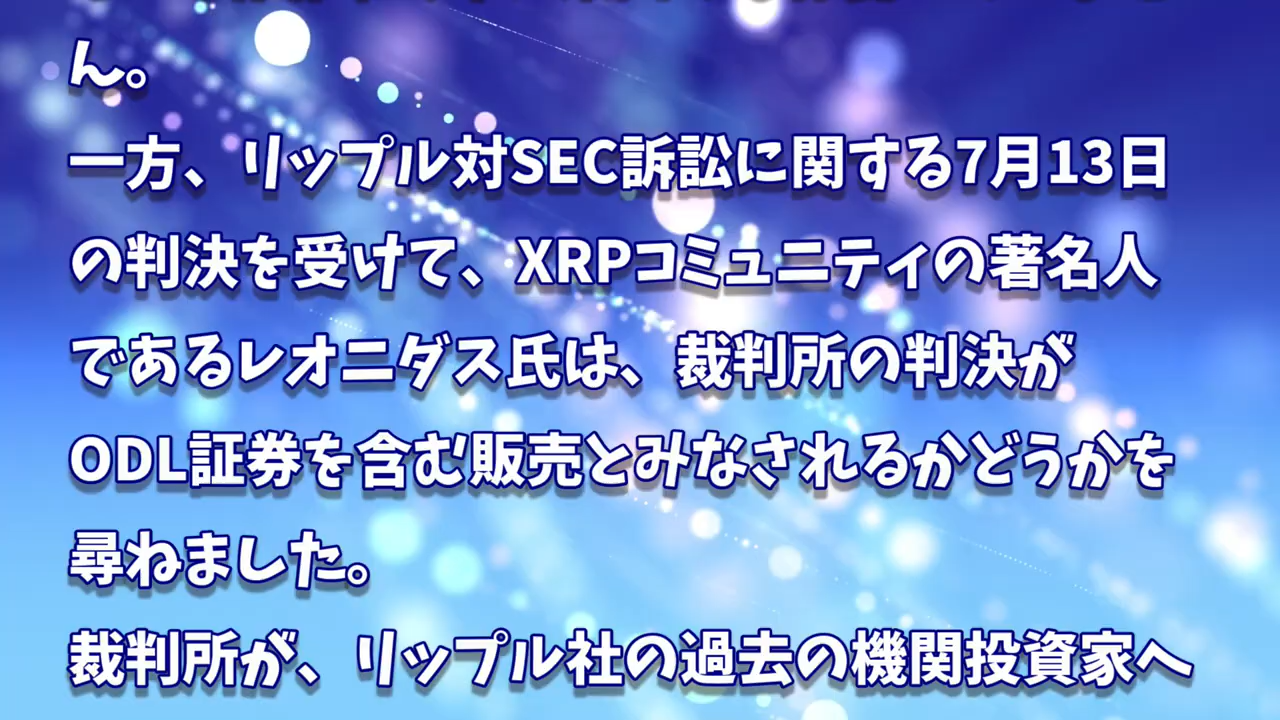 ん。
一方、リップル対SEC訴訟に関する7月13日
の判決を受けて、XRPコミュニティの著名人
であるレオニダス氏は、裁判所の判決が
ODL証券を含む販売とみなされるかどうかを
尋ねました。
裁判所が、リップル社の過去の機関投資家へ